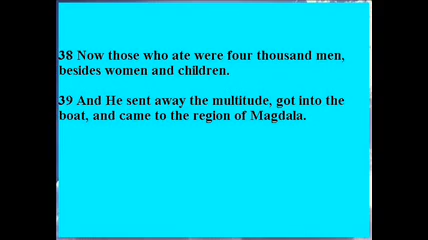 38 Now those who ate were four thousand men,
besides women and children.
39 And He sent away the multitude, got into the
boat, and came to the region of Magdala.